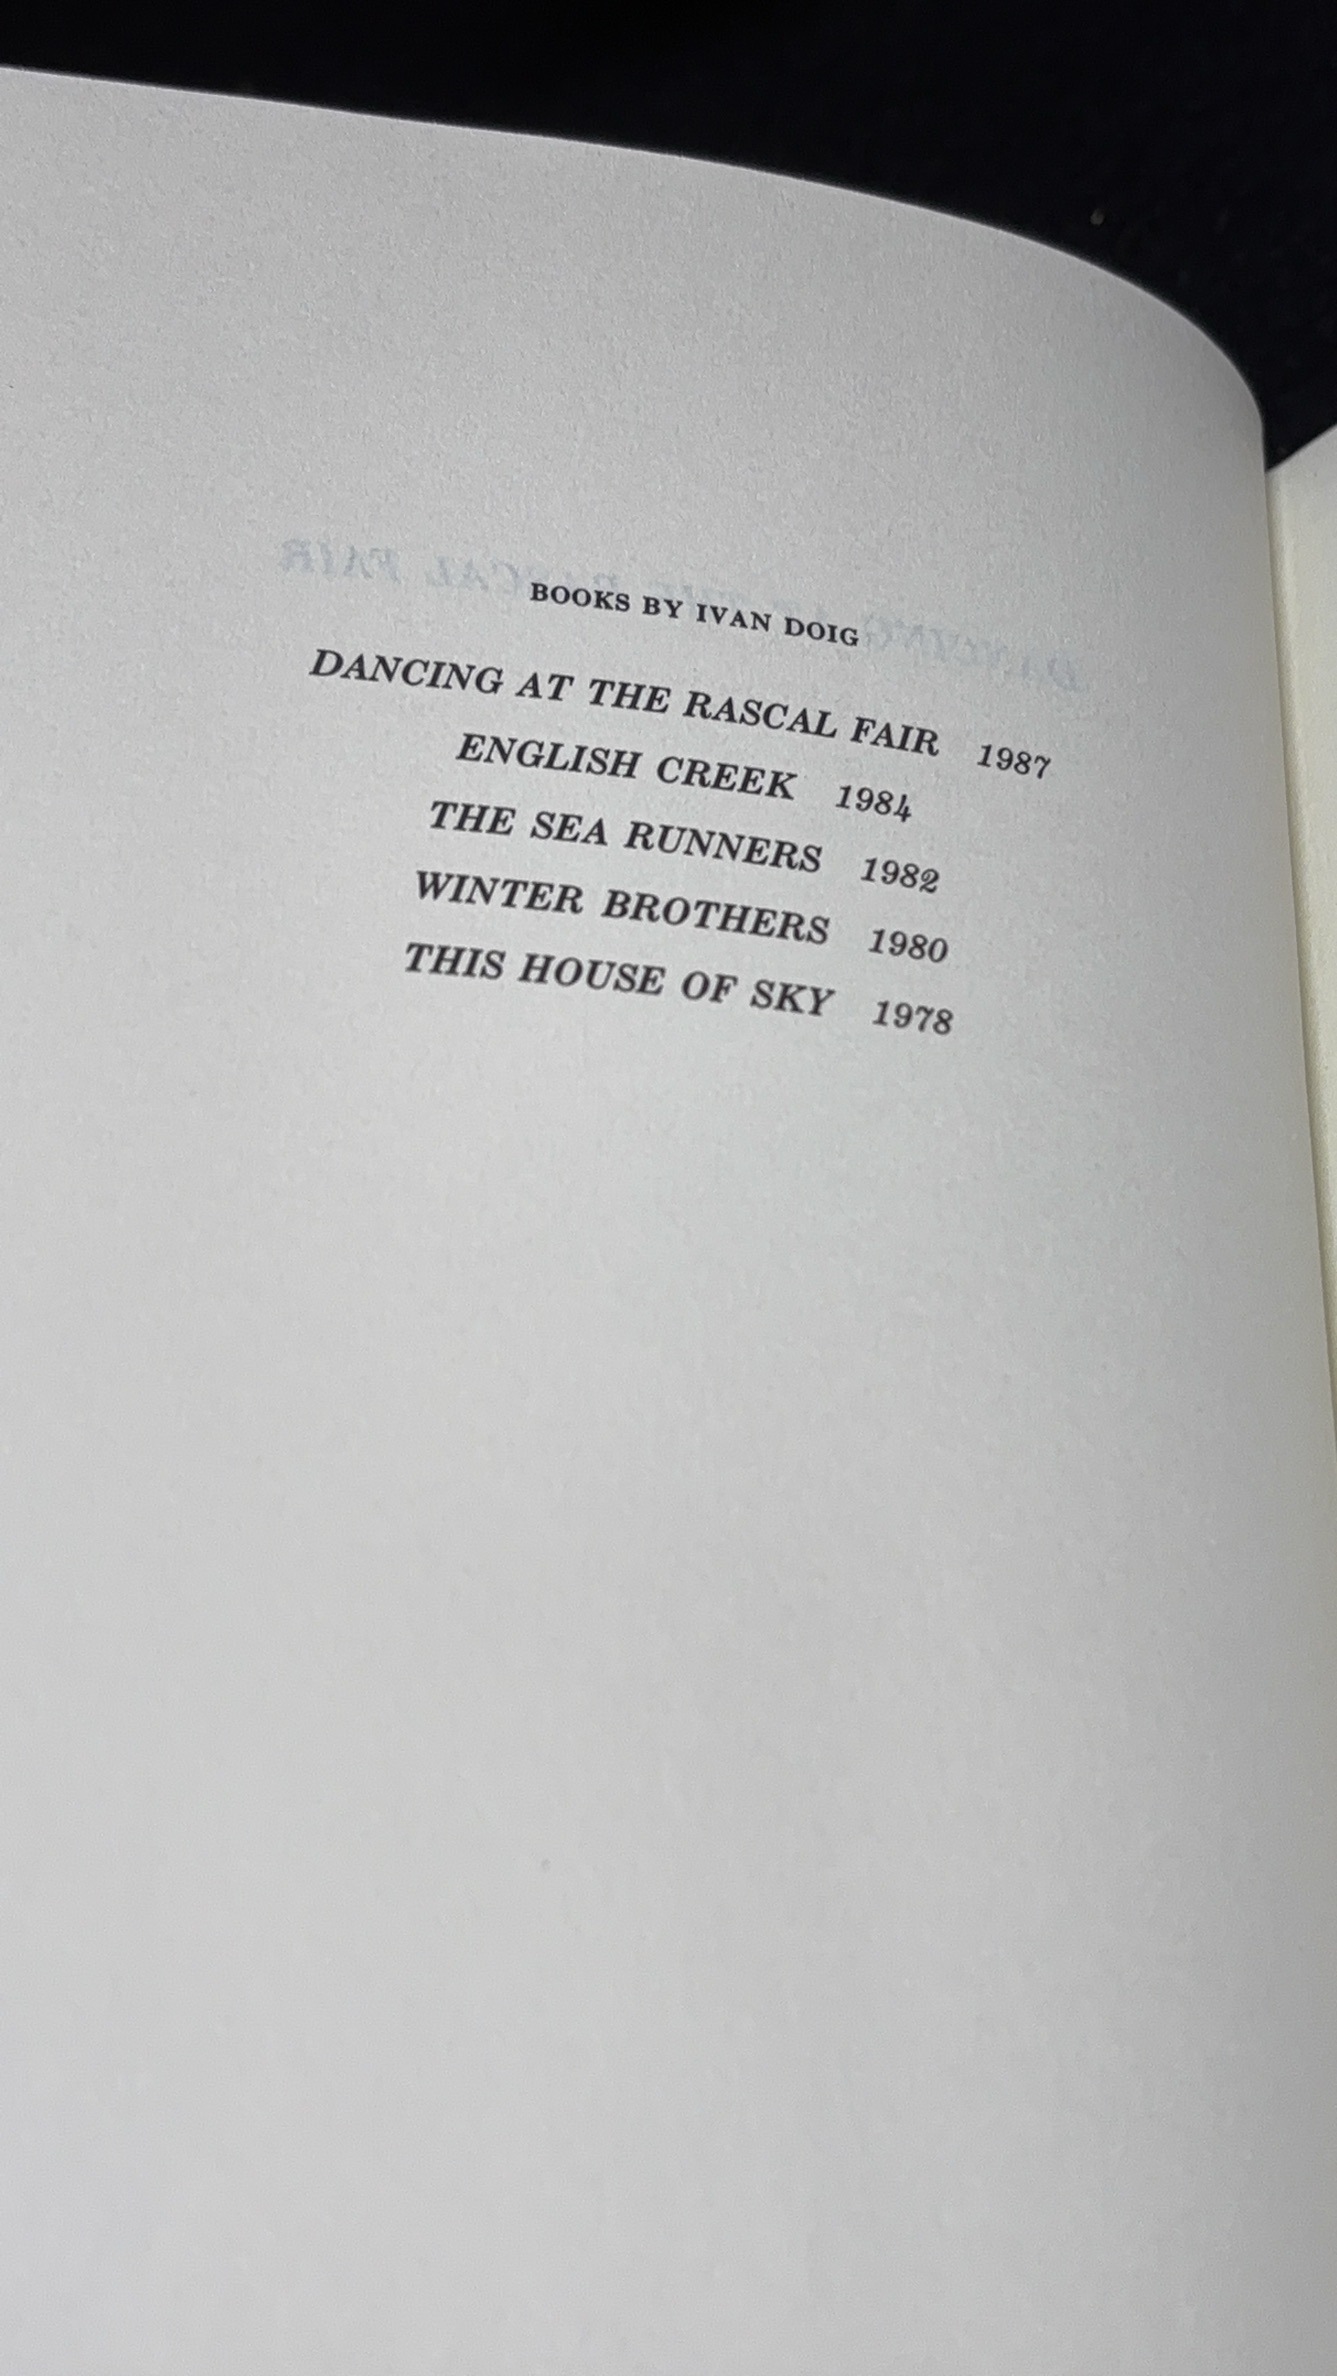 BOOKS BY IVAN DOIG
DANCING AT THE RASCAL FAIR 1987
ENGLISH CREEK 1984
THE SEA RUNNERS 1982
WINTER BROTHERS 1980
THIS HOUSE OF SKY 1978